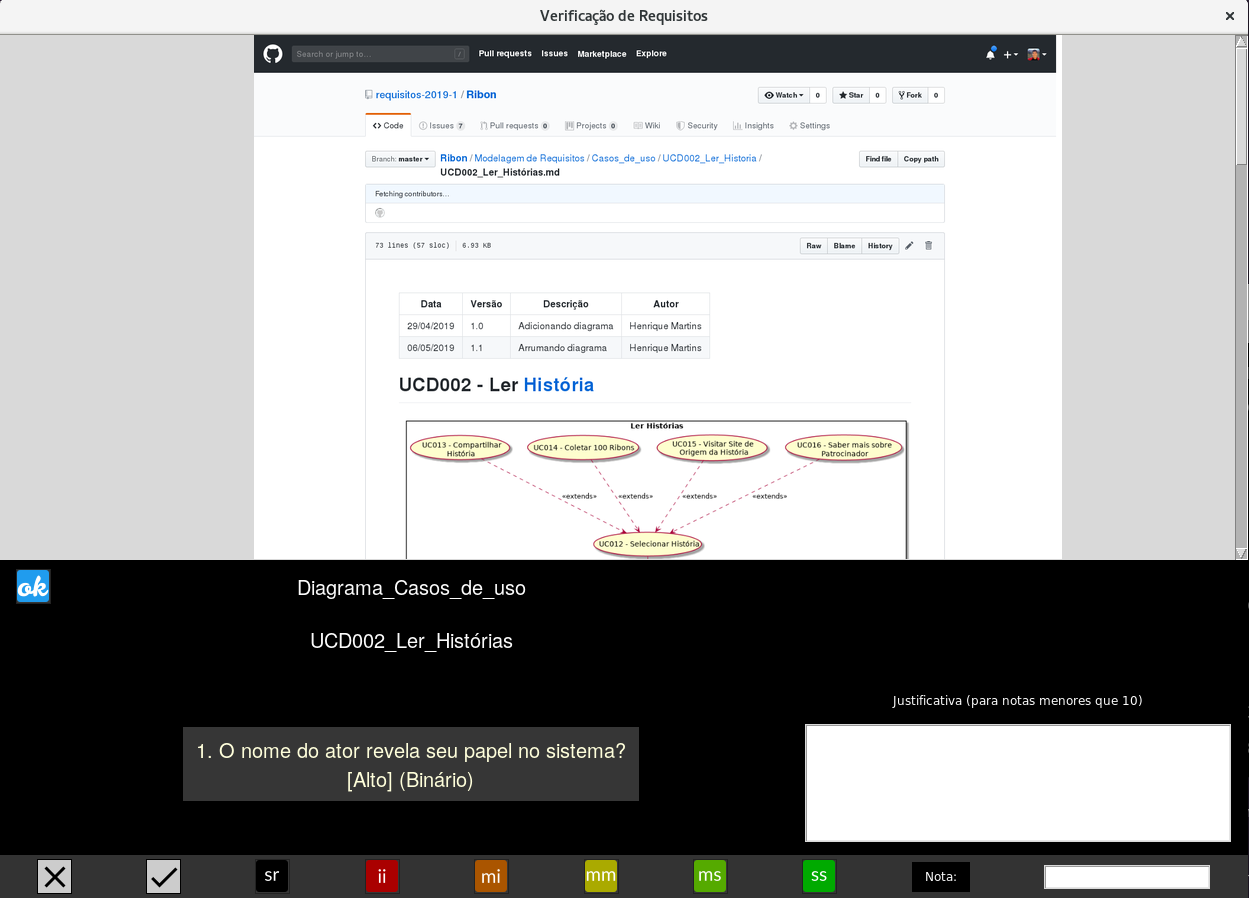 Verificação de Requisitos
Search or jump to... /
Pull requests Issues Marketplace Explore
requisitos-2019-1 / Ribon
Watch 0 Star 0 Fork 0
Code Issues 7 Pull requests 0 Projects 0 Wiki Security Insights Settings
Branch: master Ribon / Modelagem de Requisitos / Casos_de_uso / UCD002_Ler_Historia / Find file Copy path
UCD002_Ler_Histórias.md
Fetching contributors...
73 lines (57 sloc) 6.93 KB Raw Blame History
Data Versão Descrição Autor
29/04/2019 1.0 Adicionando diagrama Henrique Martins
06/05/2019 1.1 Arrumando diagrama Henrique Martins
UCD002 - Ler História
Ler Histórias
UC013 - Compartilhar
História
UC014 - Coletar 100 Ribons
UC015 - Visitar Site de
Origem da História
UC016 - Saber mais sobre
Patrocinador
«extends» «extends» «extends» «extends»
UC012 - Selecionar História
ok
Diagrama_Casos_de_uso
UCD002_Ler_Histórias
Justificativa (para notas menores que 10)
1. O nome do ator revela seu papel no sistema?
[Alto] (Binário)
sr ii mi mm ms ss Nota: